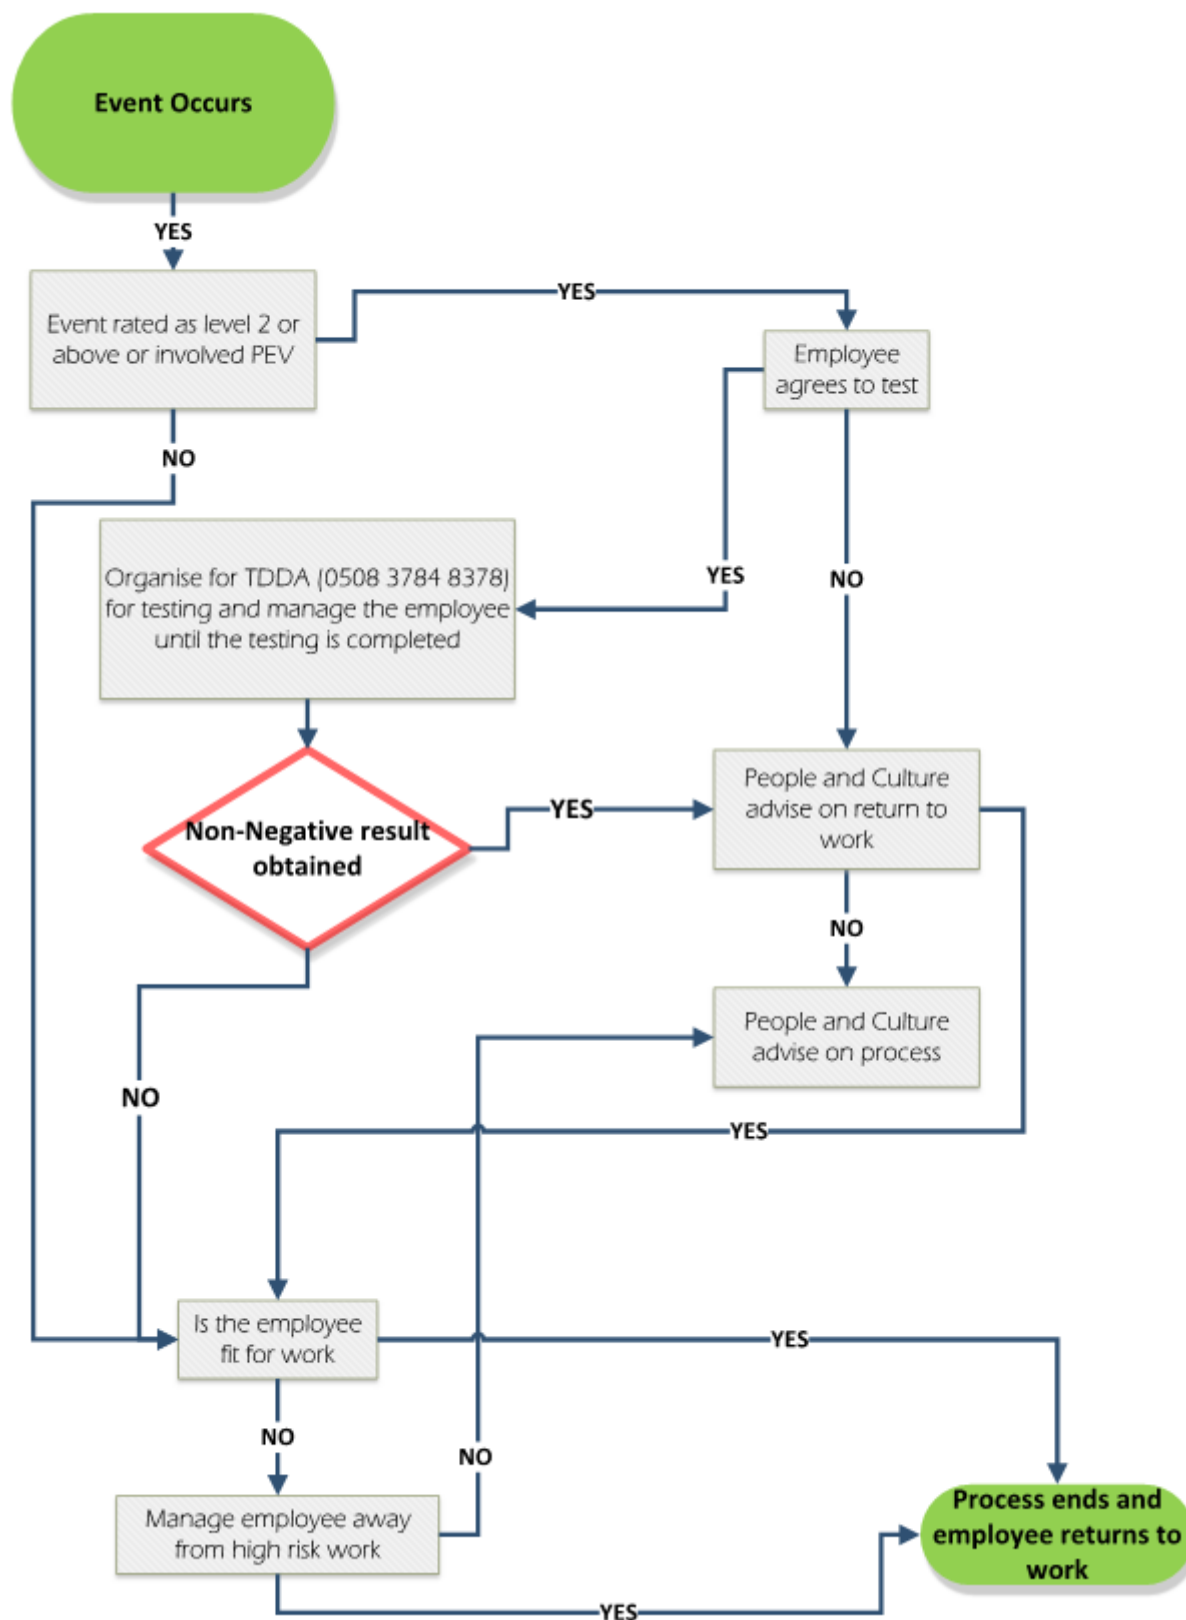 Event Occurs
YES
Event rated as level 2 or
above or involved PEV
YES
Employee
agrees to test
NO
Organise for TDDA (0508 3784 8378)
for testing and manage the employee
until the testing is completed
YES
NO
Non-Negative result
obtained
YES
People and Culture
advise on return to
work
NO
People and Culture
advise on process
NO
YES
Is the employee
fit for work
YES
NO
NO
Manage employee away
from high risk work
Process ends and
employee returns to
work
YES